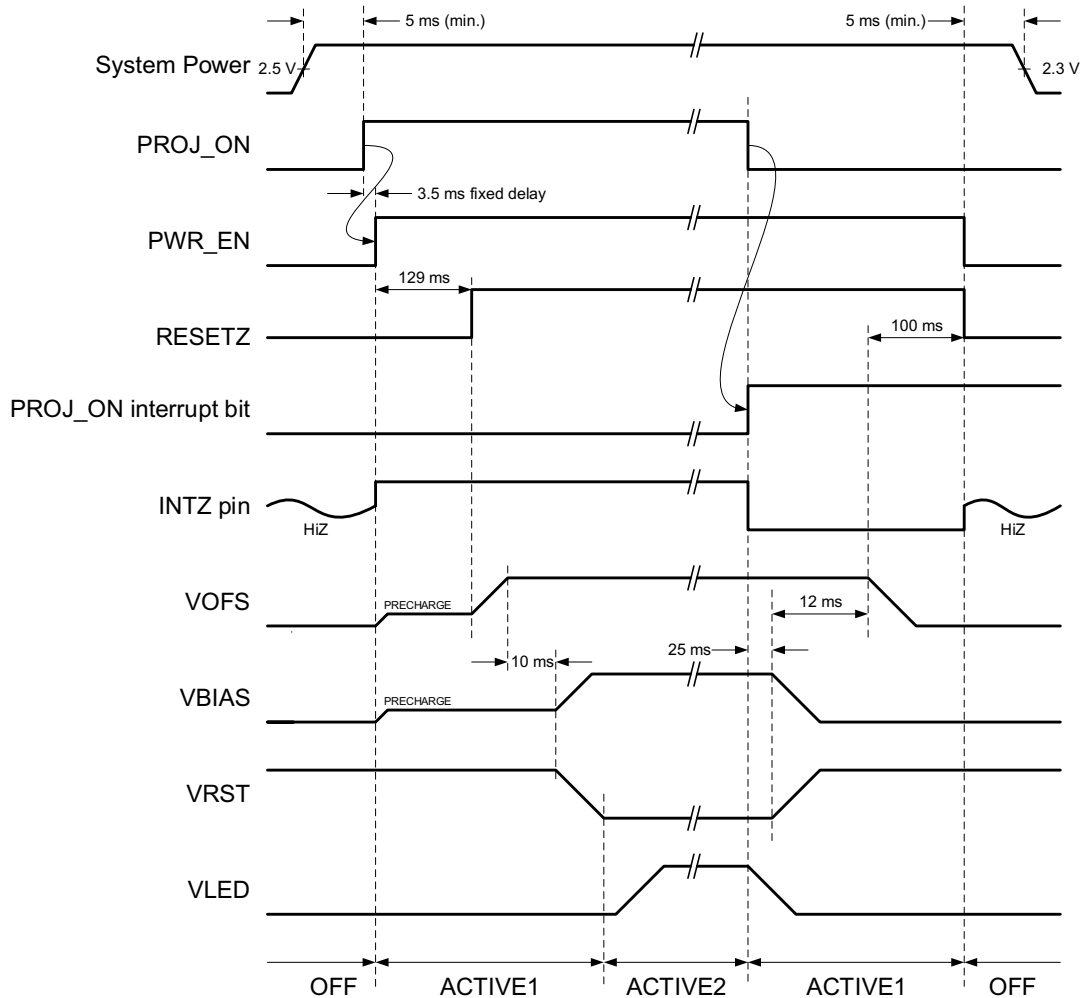 5 ms (min.)
5 ms (min.)
System Power
2.5 V
2.3 V
PROJ_ON
3.5 ms fixed delay
PWR_EN
129 ms
RESETZ
100 ms
PROJ_ON interrupt bit
INTZ pin
HiZ
HiZ
VOFS
PRECHARGE
12 ms
10 ms
25 ms
VBIAS
PRECHARGE
VRST
VLED
OFF
ACTIVE1
ACTIVE2
ACTIVE1
OFF